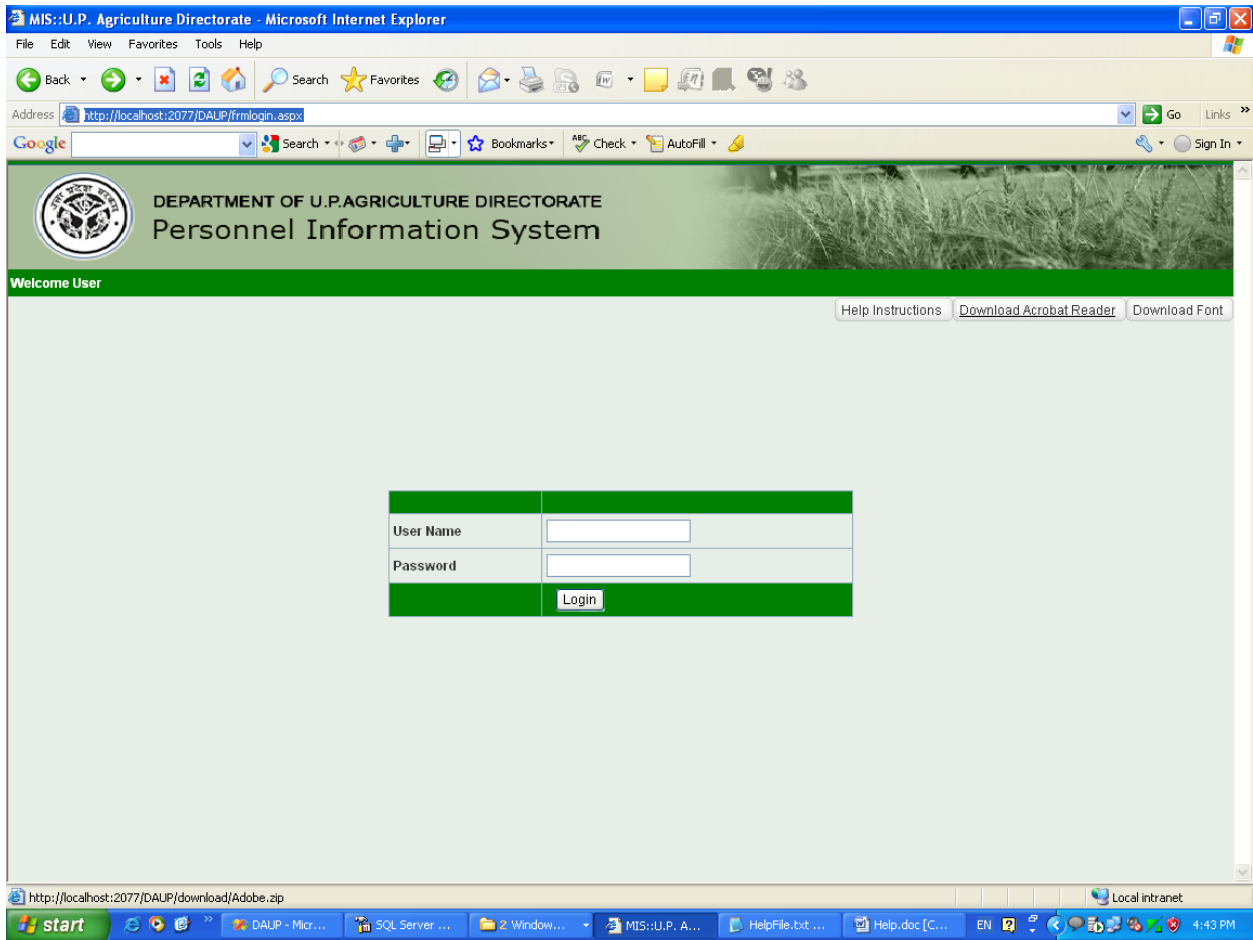 MIS::U.P. Agriculture Directorate - Microsoft Internet Explorer
File Edit View Favorites Tools Help
Back Search Favorites
Address http://localhost:2077/DAUP/frmlogin.aspx Go Links »
Google Search Bookmarks ABC Check AutoFill Sign In
DEPARTMENT OF U.P.AGRICULTURE DIRECTORATE
Personnel Information System
Welcome User
Help Instructions Download Acrobat Reader Download Font
User Name
Password
Login
http://localhost:2077/DAUP/download/Adobe.zip Local intranet
start » DAUP - Micr... SQL Server ... 2 Window... MIS::U.P. A... HelpFile.txt ... Help.doc [C... EN 4:43 PM